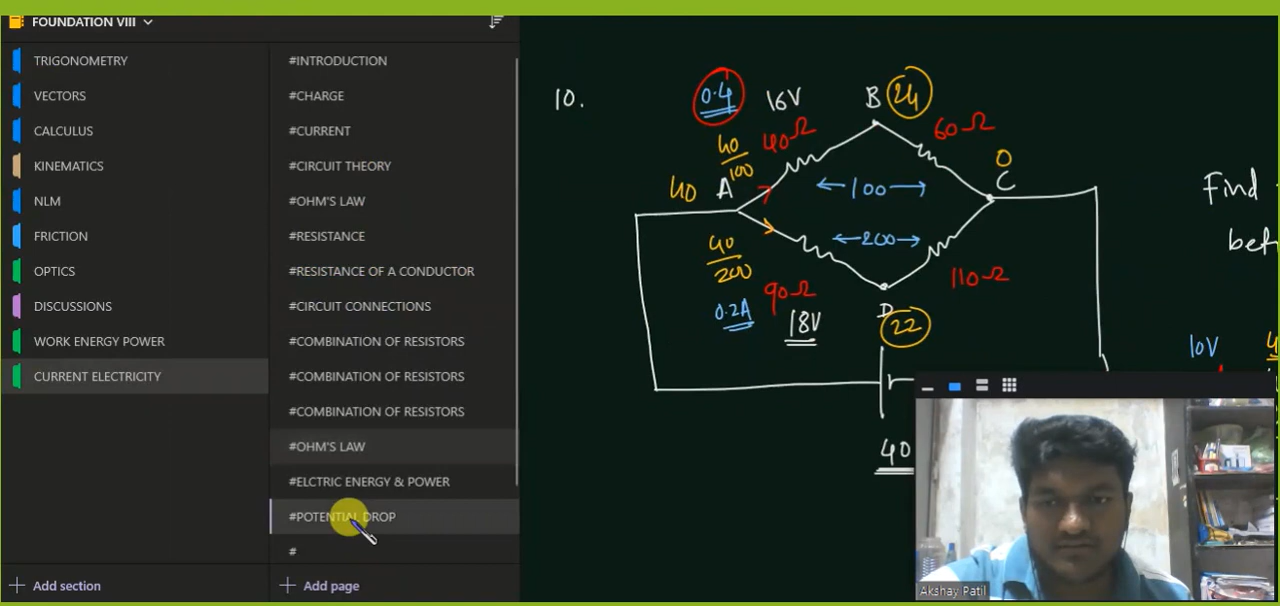 FOUNDATION VIII
TRIGONOMETRY
VECTORS
CALCULUS
KINEMATICS
NLM
FRICTION
OPTICS
DISCUSSIONS
WORK ENERGY POWER
CURRENT ELECTRICITY
Add section
#INTRODUCTION
#CHARGE
#CURRENT
#CIRCUIT THEORY
#OHM'S LAW
#RESISTANCE
#RESISTANCE OF A CONDUCTOR
#CIRCUIT CONNECTIONS
#COMBINATION OF RESISTORS
#COMBINATION OF RESISTORS
#COMBINATION OF RESISTORS
#OHM'S LAW
#ELCTRIC ENERGY & POWER
#POTENTIAL DROP
#
Add page
10.
0.4 16V B 24
40Ω 60Ω
40
100
0
40 A C
←100→
Find
←200→
bef
40
200
90Ω 110Ω
0.2A
D
18V 22
10V
40
Akshay Patil